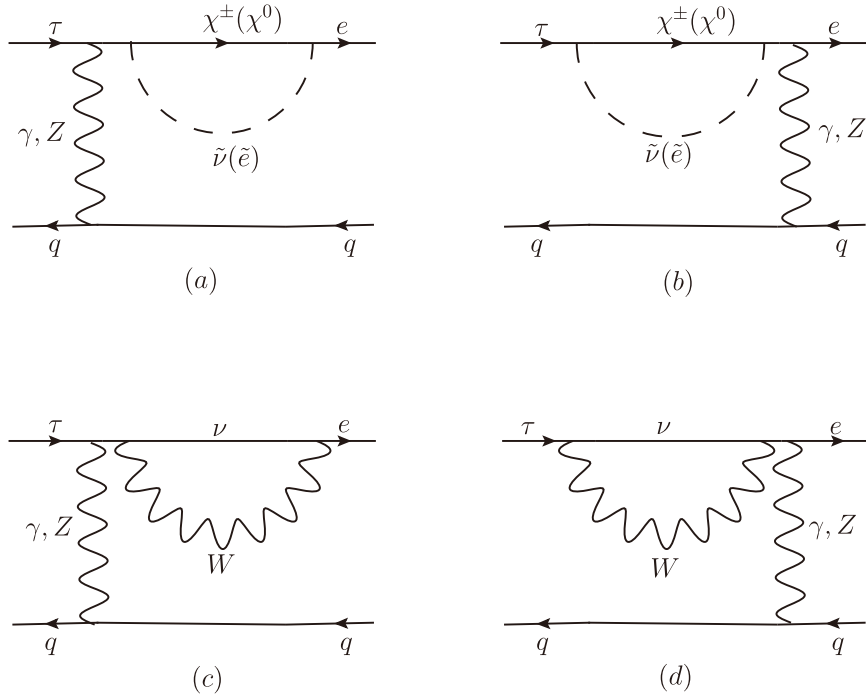 τ χ±(χ⁰) e τ χ±(χ⁰) e
γ, Z γ, Z
ν̃(ẽ) ν̃(ẽ)
q q q q
(a) (b)
τ ν e τ ν e
γ, Z γ, Z
W W
q q q q
(c) (d)